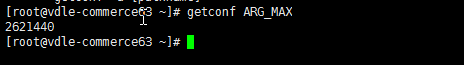 [root@vdle-commerce63 ~]# getconf ARG_MAX
2621440
[root@vdle-commerce63 ~]#